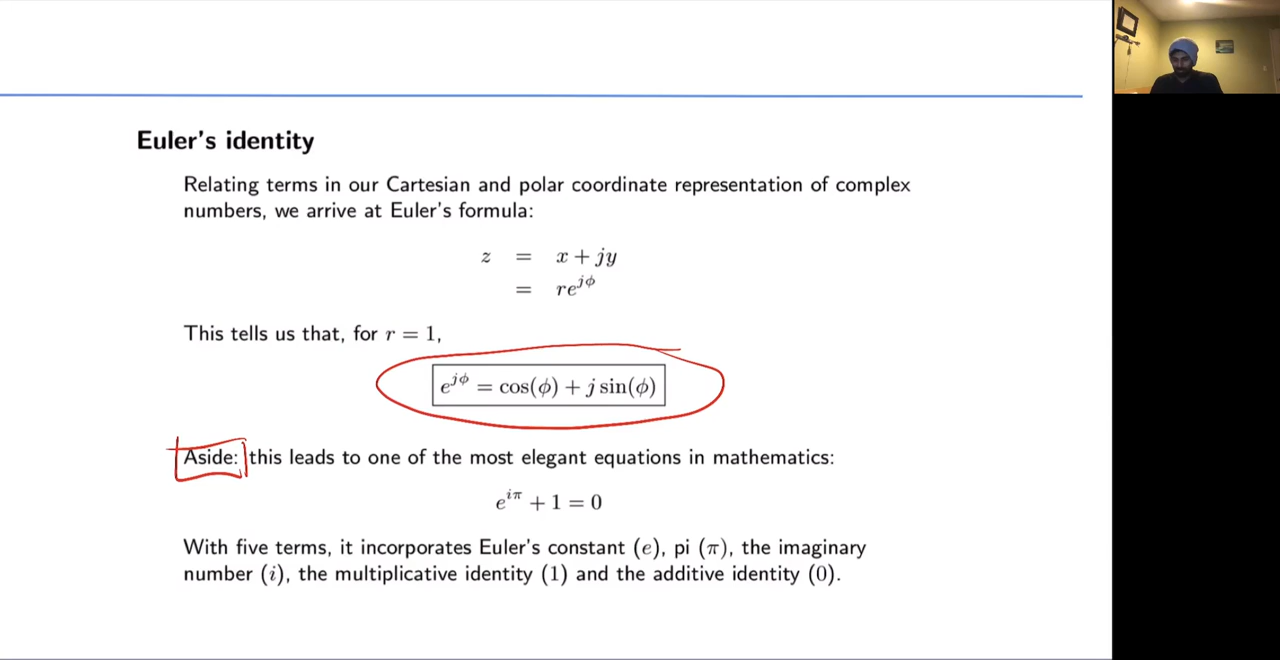 Euler's identity
Relating terms in our Cartesian and polar coordinate representation of complex
numbers, we arrive at Euler's formula:
z = x + jy
= re^{jϕ}
This tells us that, for r = 1,
e^{jϕ} = cos(ϕ) + j sin(ϕ)
Aside: this leads to one of the most elegant equations in mathematics:
e^{iπ} + 1 = 0
With five terms, it incorporates Euler's constant (e), pi (π), the imaginary
number (i), the multiplicative identity (1) and the additive identity (0).